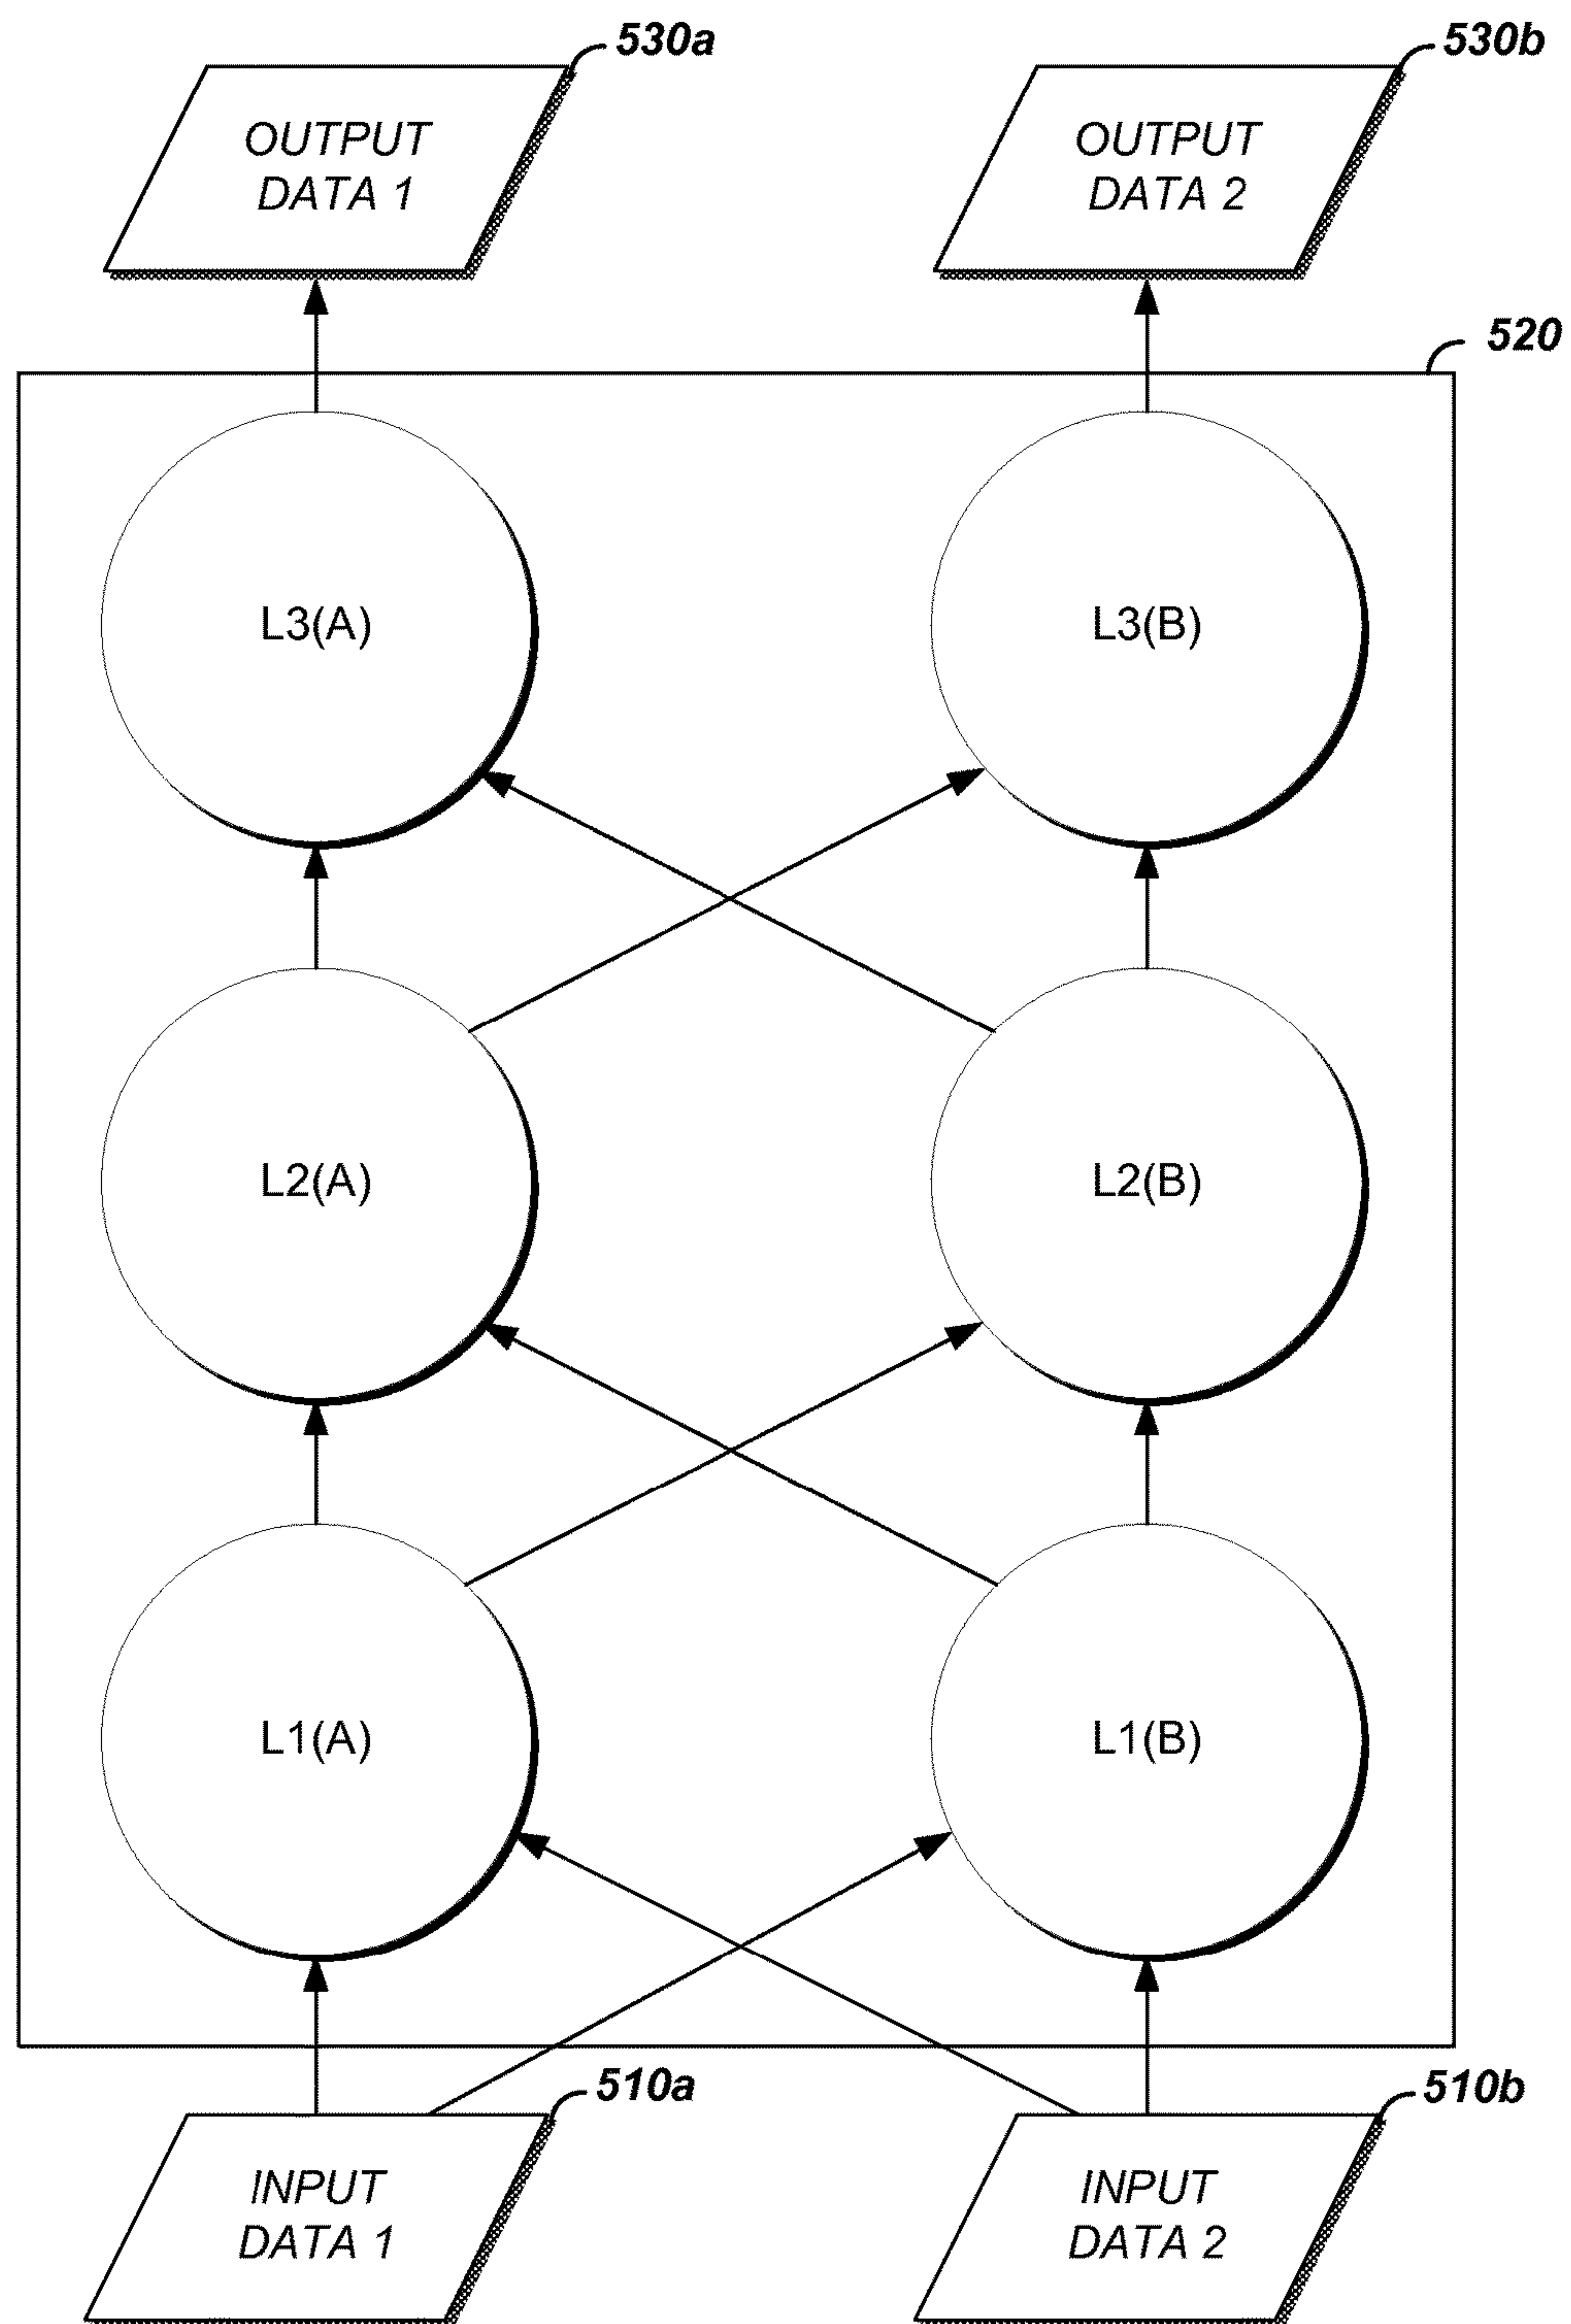 530a
530b
OUTPUT
DATA 1
OUTPUT
DATA 2
520
L3(A)
L3(B)
L2(A)
L2(B)
L1(A)
L1(B)
510a
510b
INPUT
DATA 1
INPUT
DATA 2